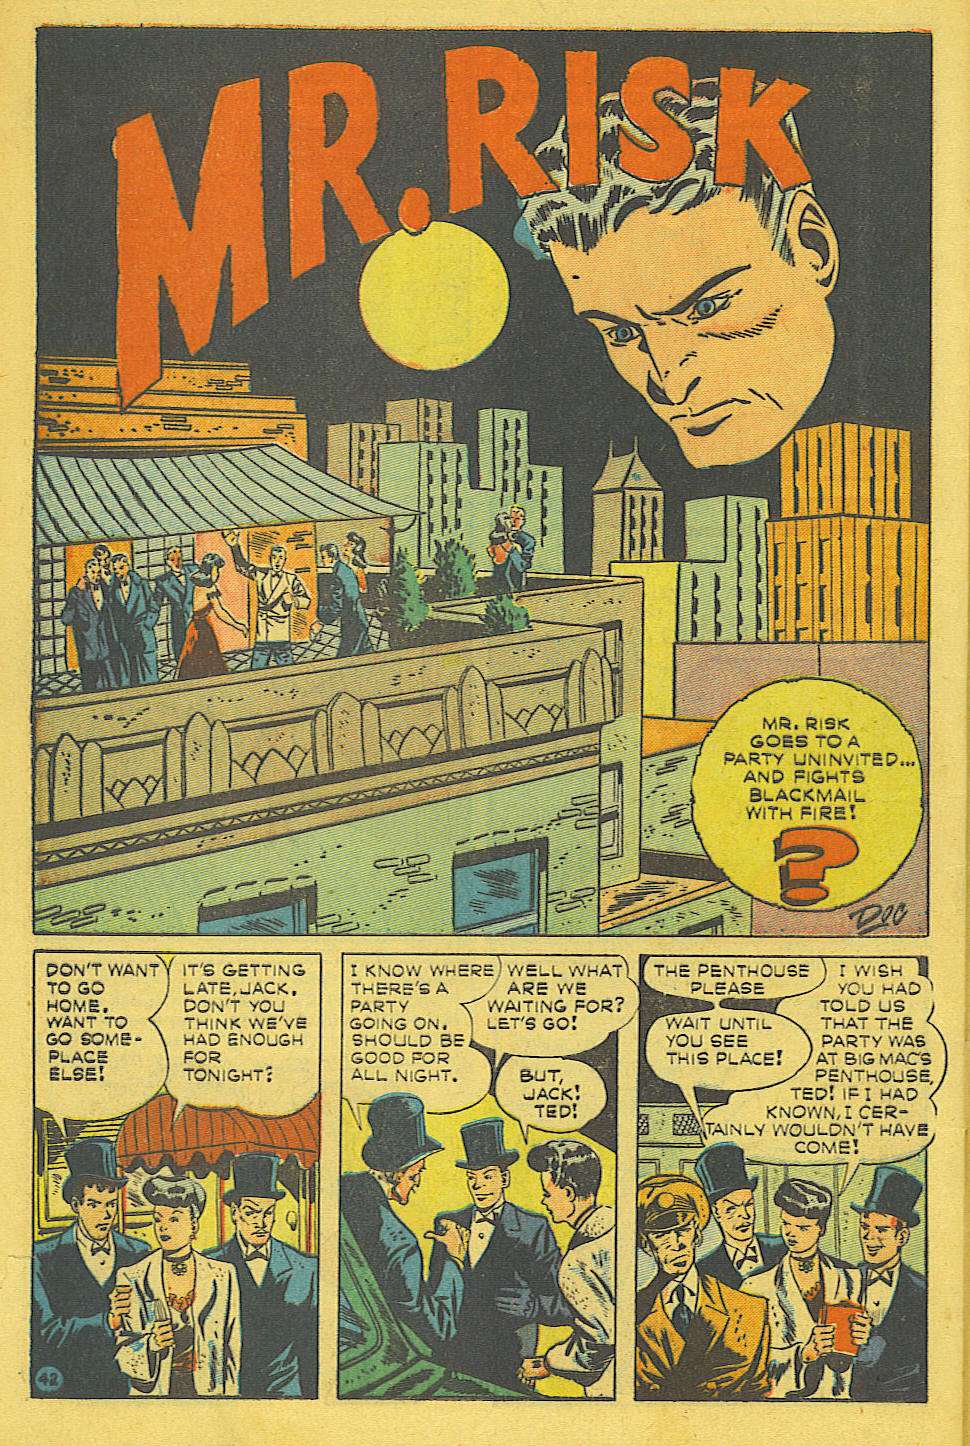 MR. RISK
MR. RISK
GOES TO A
PARTY UNINVITED...
AND FIGHTS
BLACKMAIL
WITH FIRE!
?
DON'T WANT
TO GO
HOME.
WANT TO
GO SOME-
PLACE
ELSE!
IT'S GETTING
LATE, JACK.
DON'T YOU
THINK WE'VE
HAD ENOUGH
FOR
TONIGHT?
I KNOW WHERE
THERE'S A
PARTY
GOING ON.
SHOULD BE
GOOD FOR
ALL NIGHT.
WELL WHAT
ARE WE
WAITING FOR?
LET'S GO!
BUT,
JACK!
TED!
THE PENTHOUSE
PLEASE
WAIT UNTIL
YOU SEE
THIS PLACE!
I WISH
YOU HAD
TOLD US
THAT THE
PARTY WAS
AT BIG MAC'S
PENTHOUSE,
TED! IF I HAD
KNOWN, I CER-
TAINLY WOULDN'T HAVE
COME!
42